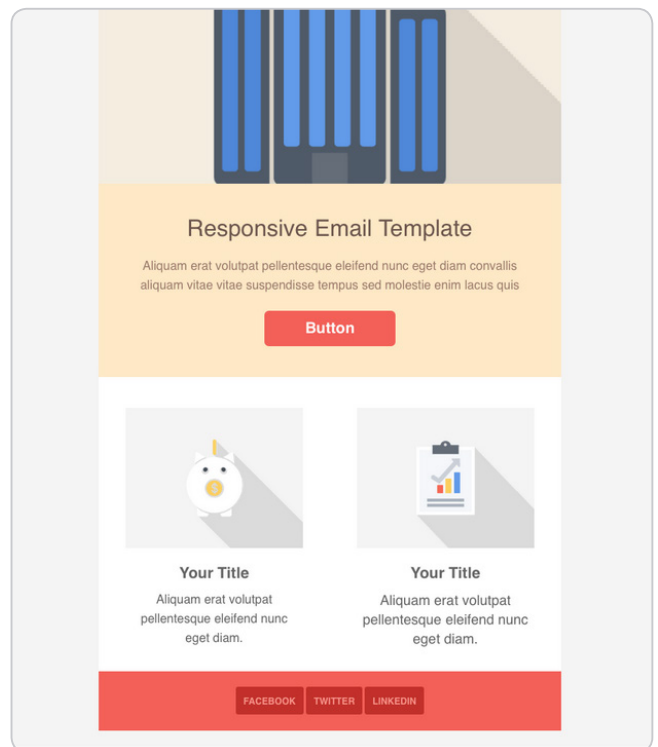 Responsive Email Template
Aliquam erat volutpat pellentesque eleifend nunc eget diam convallis
aliquam vitae vitae suspendisse tempus sed molestie enim lacus quis
Button
$
Your Title
Aliquam erat volutpat
pellentesque eleifend nunc
eget diam.
Your Title
Aliquam erat volutpat
pellentesque eleifend nunc
eget diam.
FACEBOOK TWITTER LINKEDIN